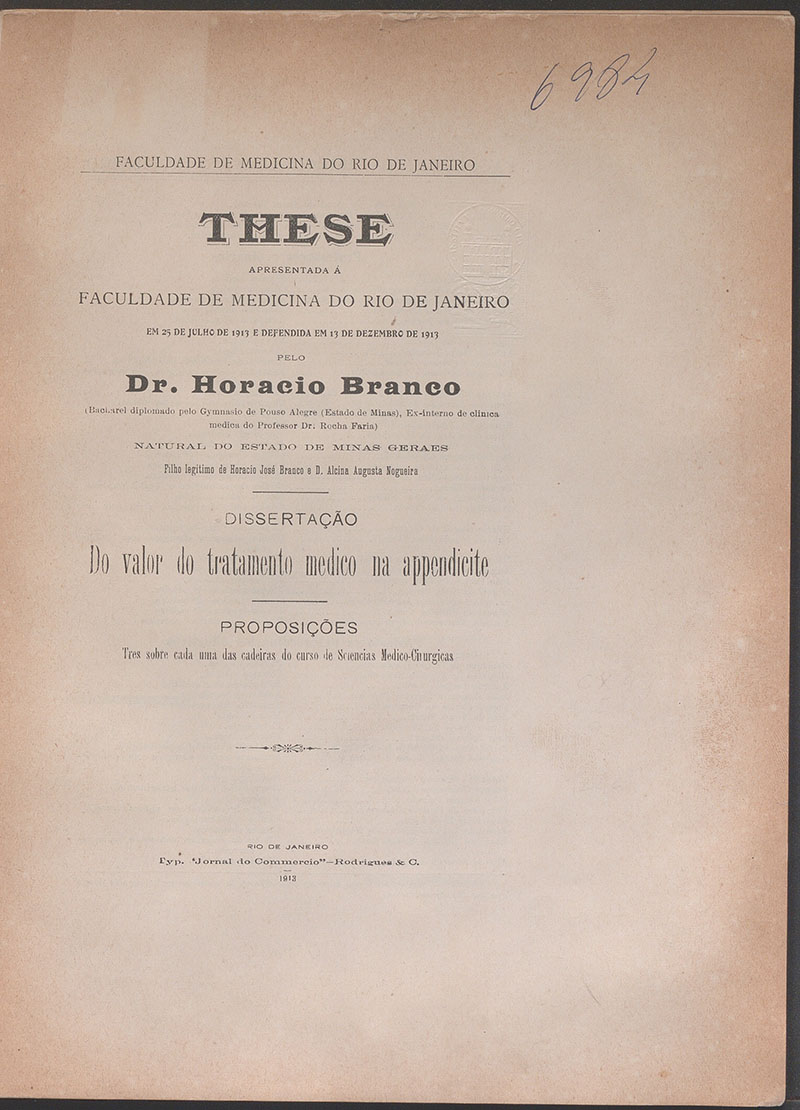 6984
FACULDADE DE MEDICINA DO RIO DE JANEIRO
THESE
APRESENTADA Á
FACULDADE DE MEDICINA DO RIO DE JANEIRO
EM 25 DE JULHO DE 1913 E DEFENDIDA EM 13 DE DEZEMBRO DE 1913
PELO
Dr. Horacio Branco
(Bacharel diplomado pelo Gymnasio de Pouso Alegre (Estado de Minas), Ex-interno de clinica
medica do Professor Dr. Rocha Faria)
NATURAL DO ESTADO DE MINAS GERAES
Filho legitimo de Horacio José Branco e D. Alcina Augusta Nogueira
DISSERTAÇÃO
Do valor do tratamento medico na appendicite
PROPOSIÇÕES
Tres sobre cada uma das cadeiras do curso de Sciencias Medico-Cirurgicas
RIO DE JANEIRO
Typ. "Jornal do Commercio"—Rodrigues & C.
1913